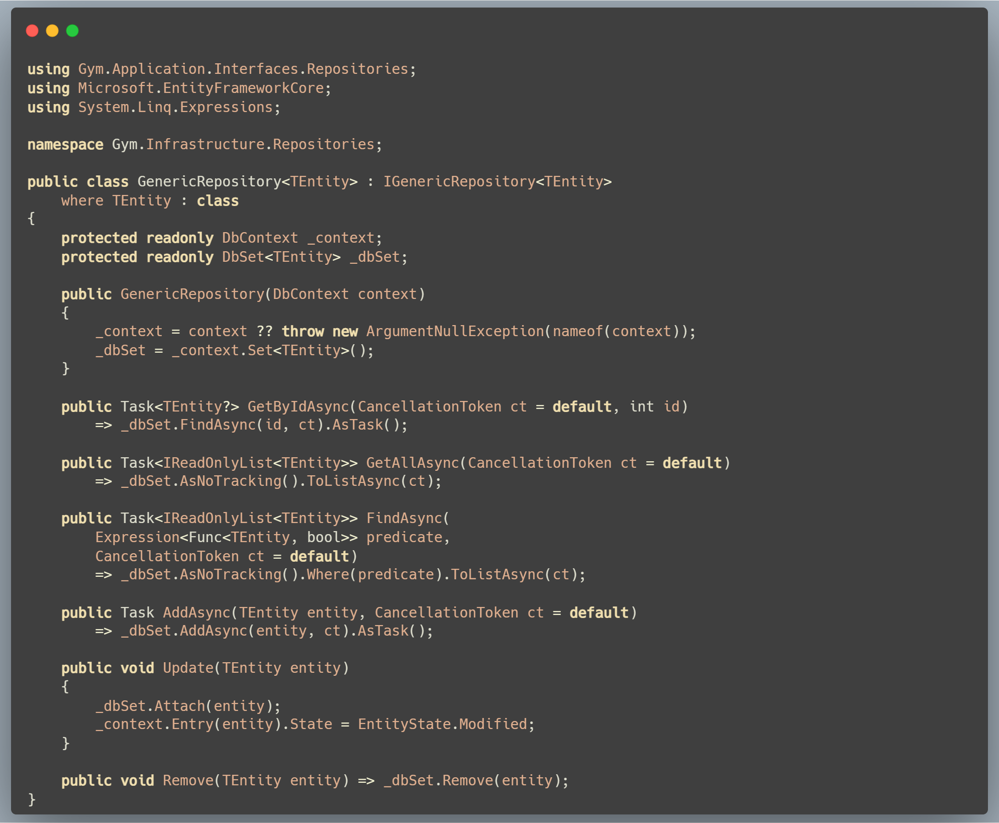 using Gym.Application.Interfaces.Repositories;
using Microsoft.EntityFrameworkCore;
using System.Linq.Expressions;

namespace Gym.Infrastructure.Repositories;

public class GenericRepository<TEntity> : IGenericRepository<TEntity>
    where TEntity : class
{
    protected readonly DbContext _context;
    protected readonly DbSet<TEntity> _dbSet;

    public GenericRepository(DbContext context)
    {
        _context = context ?? throw new ArgumentNullException(nameof(context));
        _dbSet = _context.Set<TEntity>();
    }

    public Task<TEntity?> GetByIdAsync(CancellationToken ct = default, int id)
        => _dbSet.FindAsync(id, ct).AsTask();

    public Task<IReadOnlyList<TEntity>> GetAllAsync(CancellationToken ct = default)
        => _dbSet.AsNoTracking().ToListAsync(ct);

    public Task<IReadOnlyList<TEntity>> FindAsync(
        Expression<Func<TEntity, bool>> predicate,
        CancellationToken ct = default)
        => _dbSet.AsNoTracking().Where(predicate).ToListAsync(ct);

    public Task AddAsync(TEntity entity, CancellationToken ct = default)
        => _dbSet.AddAsync(entity, ct).AsTask();

    public void Update(TEntity entity)
    {
        _dbSet.Attach(entity);
        _context.Entry(entity).State = EntityState.Modified;
    }

    public void Remove(TEntity entity) => _dbSet.Remove(entity);
}